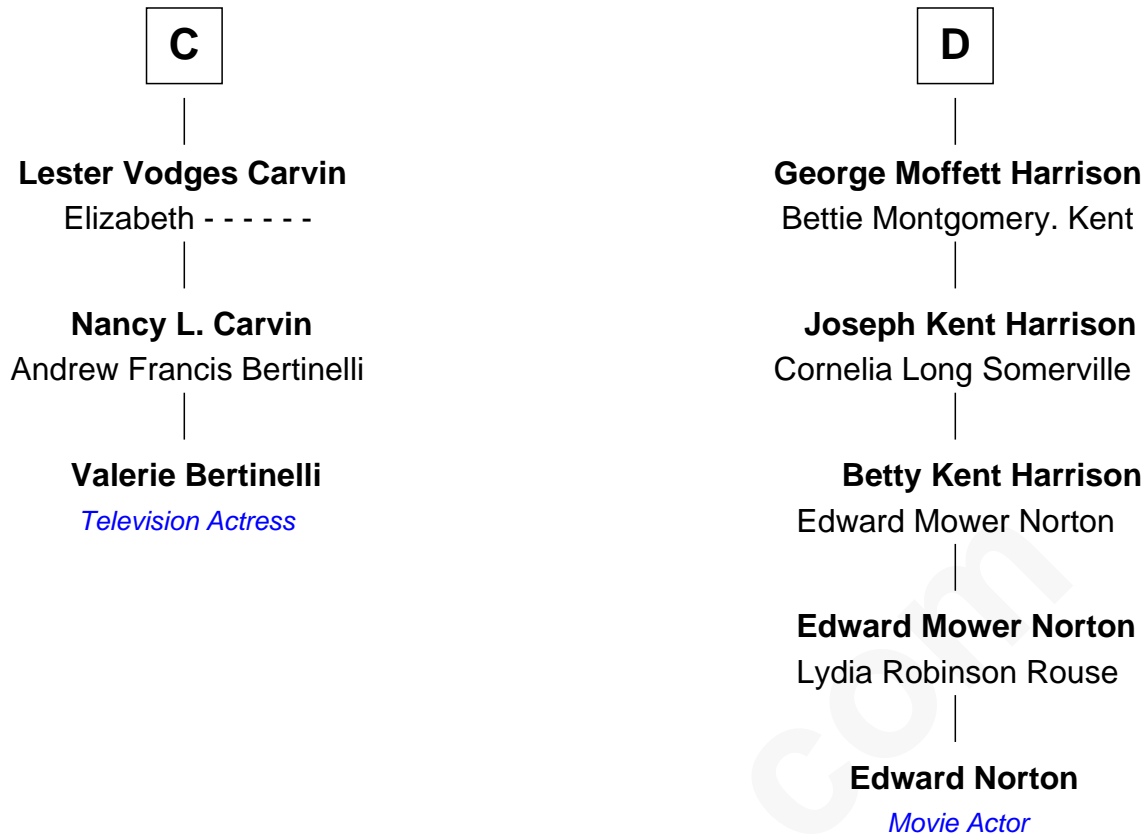 C
Lester Vodges Carvin
Elizabeth - - - - - -
Nancy L. Carvin
Andrew Francis Bertinelli
Valerie Bertinelli
Television Actress
D
George Moffett Harrison
Bettie Montgomery. Kent
Joseph Kent Harrison
Cornelia Long Somerville
Betty Kent Harrison
Edward Mower Norton
Edward Mower Norton
Lydia Robinson Rouse
Edward Norton
Movie Actor
com